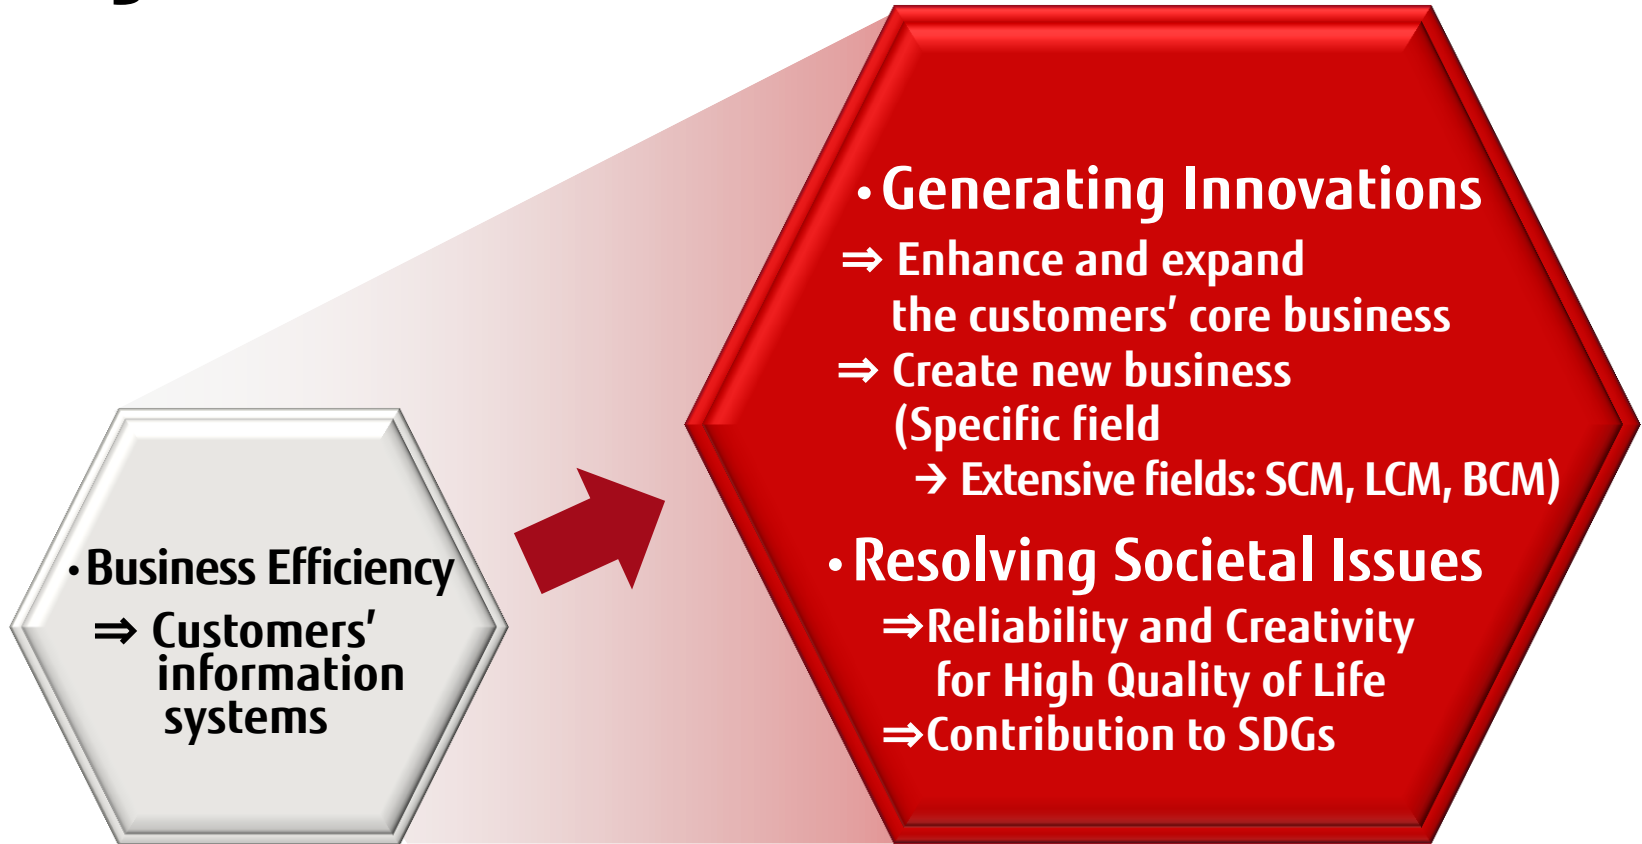 ・Business Efficiency
⇒ Customers’
information
systems
・Generating Innovations
⇒ Enhance and expand
the customers’ core business
⇒ Create new business
(Specific field
→ Extensive fields: SCM, LCM, BCM)
・Resolving Societal Issues
⇒Reliability and Creativity
for High Quality of Life
⇒Contribution to SDGs